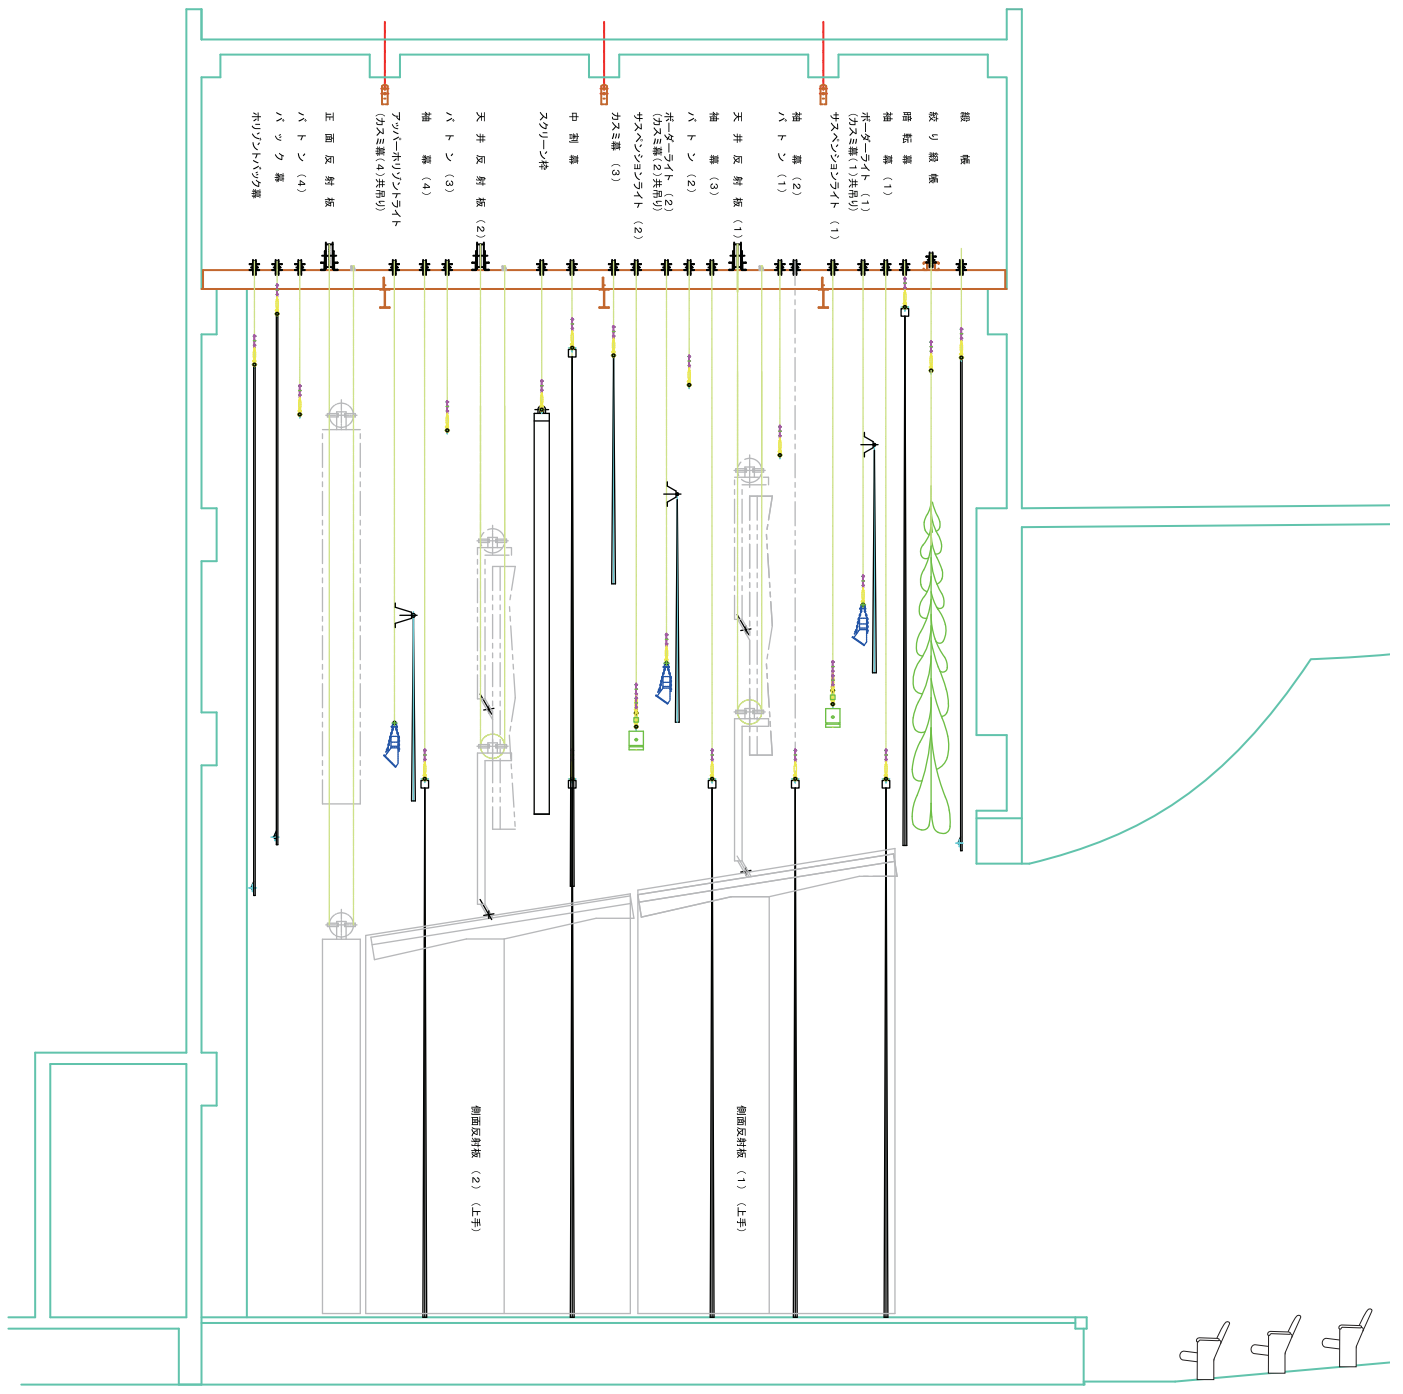 緞　帳
絞り緞帳
暗転幕
袖　幕（1）
ボーダーライト（1）
(カスミ幕(1)共吊り)
サスペンションライト（1）
袖　幕（2）
バトン（1）
天井反射板（1）
袖　幕（3）
バトン（2）
ボーダーライト（2）
(カスミ幕(2)共吊り)
サスペンションライト（2）
カスミ幕（3）
中割幕
スクリーン枠
天井反射板（2）
バトン（3）
袖　幕（4）
アッパーホリゾントライト
(カスミ幕(4)共吊り)
正面反射板
バトン（4）
バック幕
ホリゾントバック幕
側面反射板（1）（上手）
側面反射板（2）（上手）